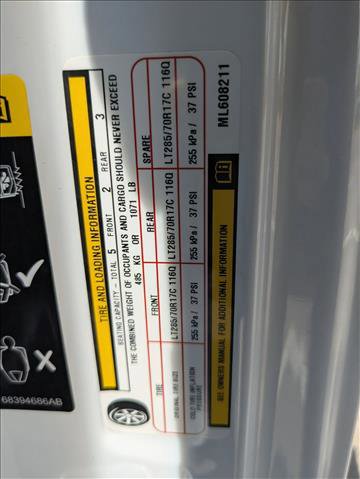 TIRE AND LOADING INFORMATION
SEATING CAPACITY - TOTAL 5 FRONT 2 REAR 3
THE COMBINED WEIGHT OF OCCUPANTS AND CARGO SHOULD NEVER EXCEED
485 KG OR 1071 LB
TIRE FRONT REAR SPARE
ORIGINAL TIRE SIZE LT285/70R17C 116Q LT285/70R17C 116Q LT285/70R17C 116Q
COLD TIRE INFLATION PRESSURE 255 kPa / 37 PSI 255 kPa / 37 PSI 255 kPa / 37 PSI
SEE OWNERS MANUAL FOR ADDITIONAL INFORMATION
ML608211
68394686AB